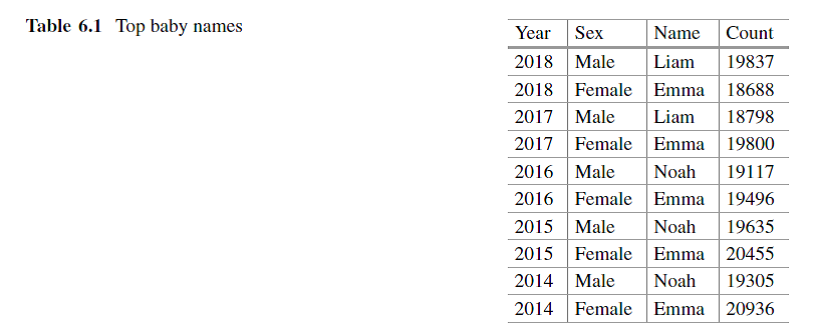 Table 6.1 Top baby names
Year Sex Name Count
2018 Male Liam 19837
2018 Female Emma 18688
2017 Male Liam 18798
2017 Female Emma 19800
2016 Male Noah 19117
2016 Female Emma 19496
2015 Male Noah 19635
2015 Female Emma 20455
2014 Male Noah 19305
2014 Female Emma 20936